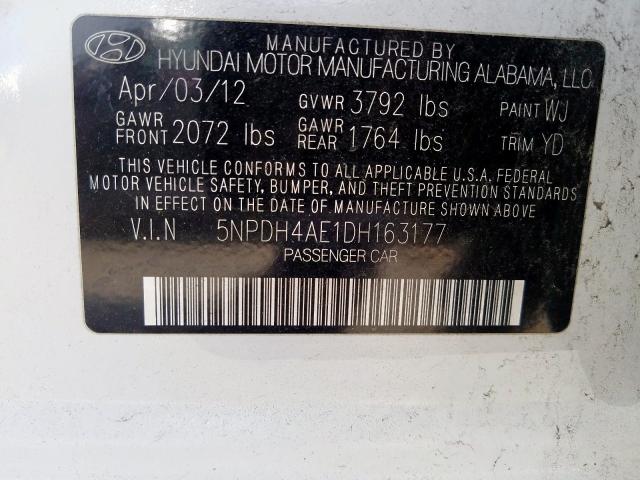 MANUFACTURED BY
HYUNDAI MOTOR MANUFACTURING ALABAMA, LLC
Apr/03/12 GVWR 3792 lbs PAINT WJ
GAWR FRONT 2072 lbs GAWR REAR 1764 lbs TRIM YD
THIS VEHICLE CONFORMS TO ALL APPLICABLE U.S.A. FEDERAL
MOTOR VEHICLE SAFETY, BUMPER, AND THEFT PREVENTION STANDARDS
IN EFFECT ON THE DATE OF MANUFACTURE SHOWN ABOVE
V.I.N 5NPDH4AE1DH163177
PASSENGER CAR